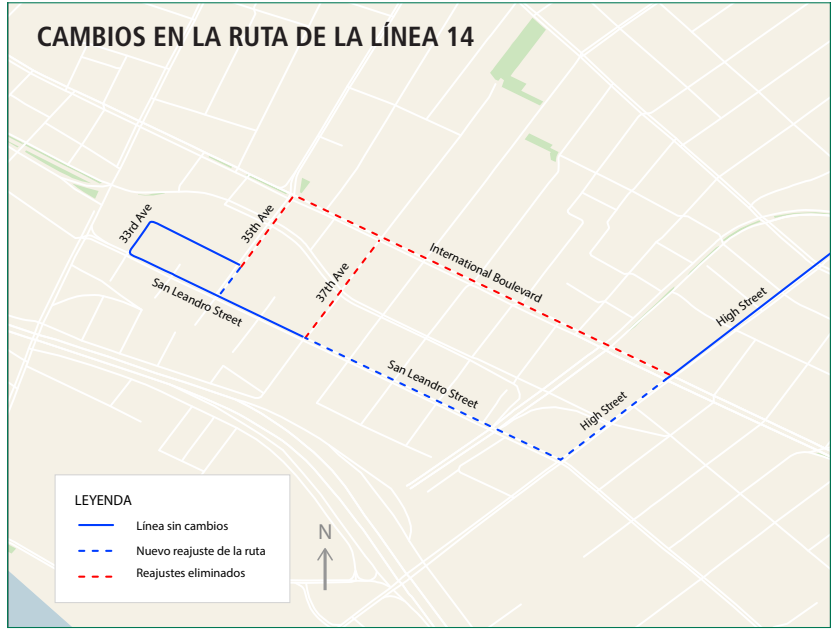 CAMBIOS EN LA RUTA DE LA LÍNEA 14
33rd Ave
35th Ave
37th Ave
International Boulevard
San Leandro Street
San Leandro Street
High Street
High Street
LEYENDA
Línea sin cambios
Nuevo reajuste de la ruta
Reajustes eliminados
N